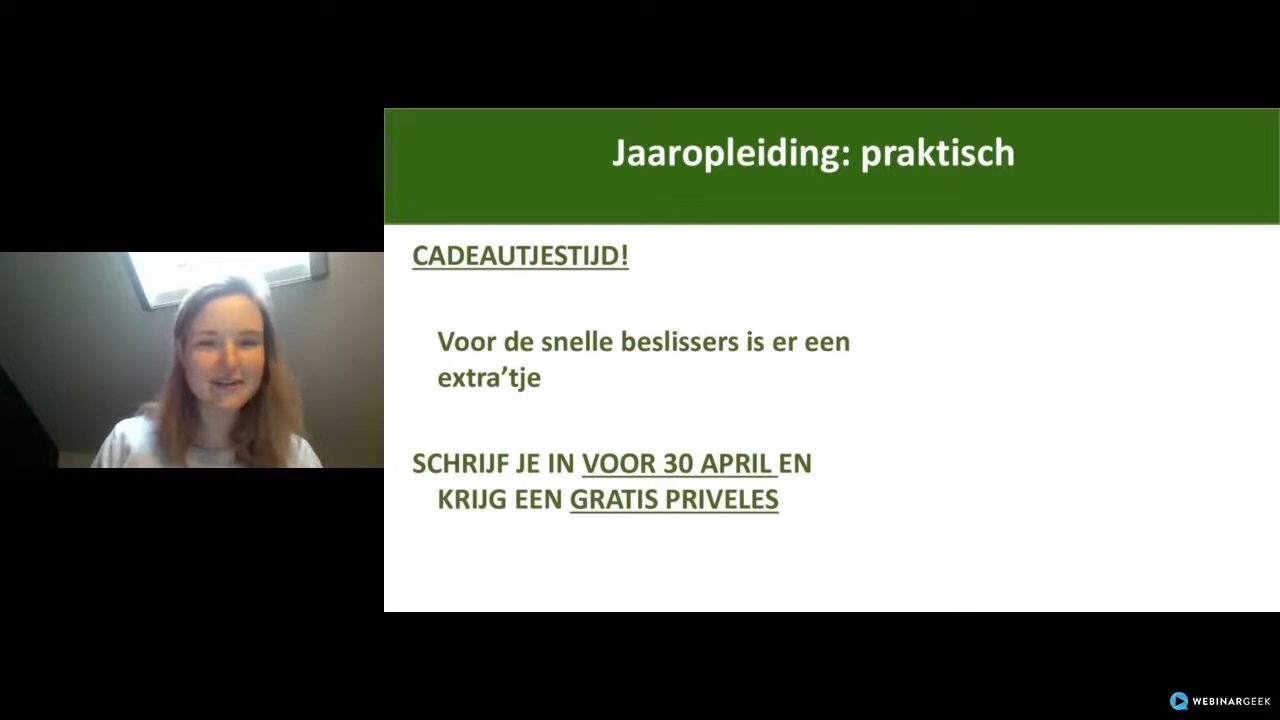 Jaaropleiding: praktisch
CADEAUTJESTIJD!
Voor de snelle beslissers is er een
extra’tje
SCHRIJF JE IN VOOR 30 APRIL EN
KRIJG EEN GRATIS PRIVELES
WEBINARGEEK